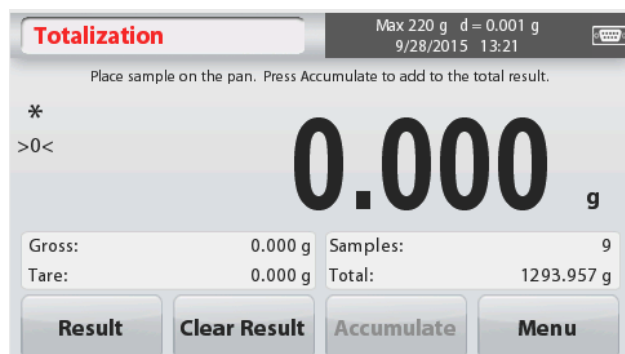 Totalization
Max 220 g d = 0.001 g
9/28/2015 13:21
Place sample on the pan. Press Accumulate to add to the total result.
*
>0<
0.000 g
Gross: 0.000 g Samples: 9
Tare: 0.000 g Total: 1293.957 g
Result Clear Result Accumulate Menu